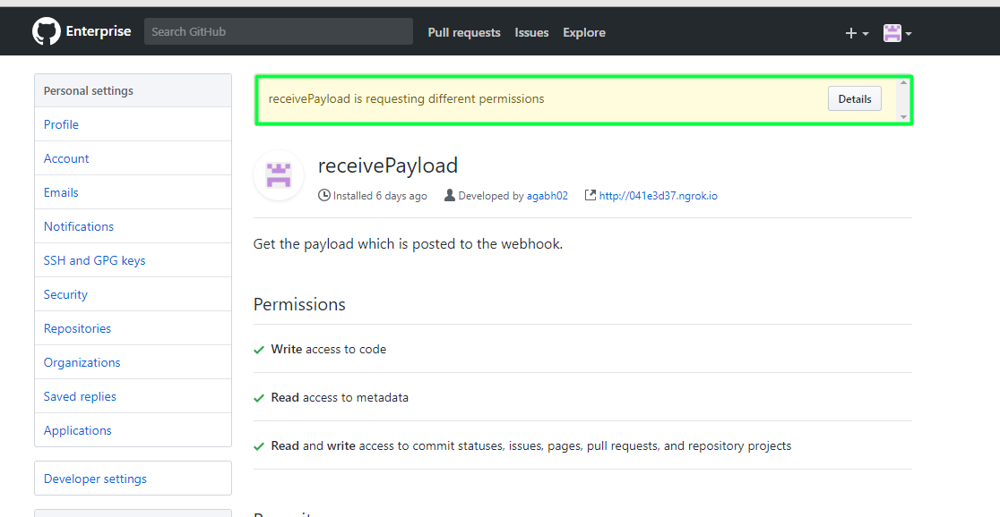 Enterprise
Search GitHub
Pull requests Issues Explore
Personal settings
Profile
Account
Emails
Notifications
SSH and GPG keys
Security
Repositories
Organizations
Saved replies
Applications
Developer settings
receivePayload is requesting different permissions
Details
receivePayload
Installed 6 days ago Developed by agabh02 http://041e3d37.ngrok.io
Get the payload which is posted to the webhook.
Permissions
Write access to code
Read access to metadata
Read and write access to commit statuses, issues, pages, pull requests, and repository projects